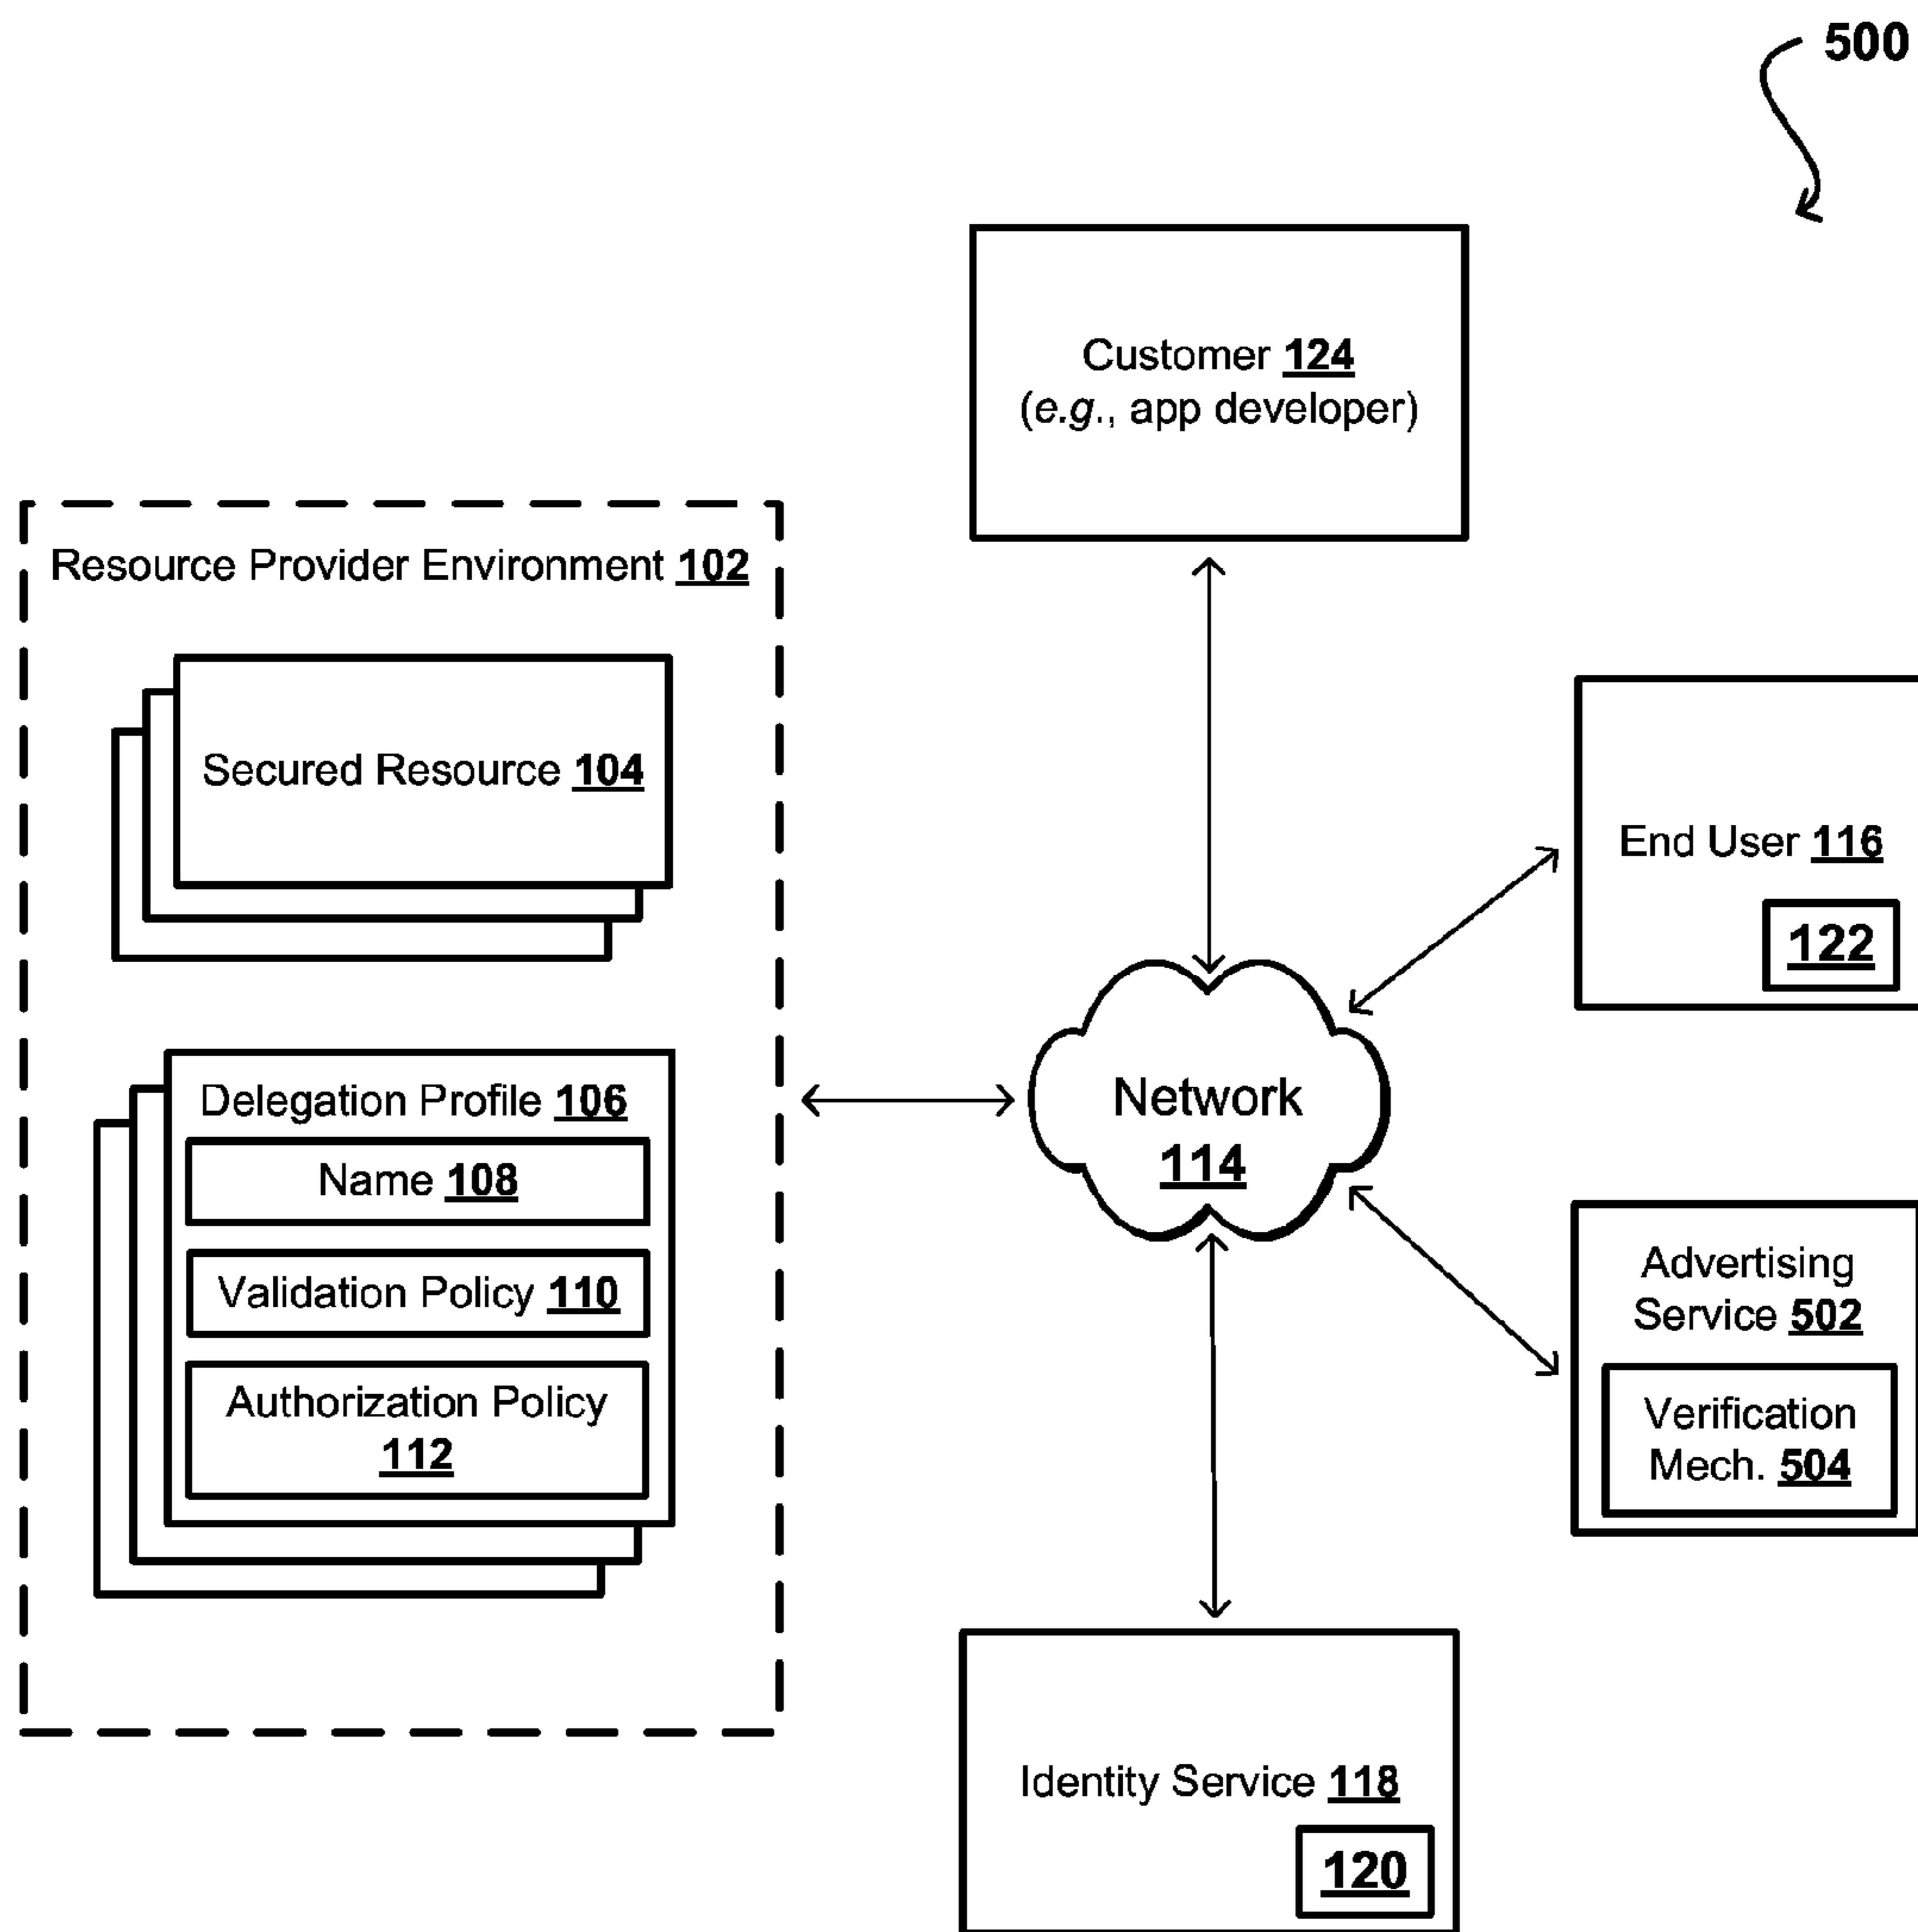 500
Customer 124
(e.g., app developer)
Resource Provider Environment 102
Secured Resource 104
End User 116
122
Delegation Profile 106
Name 108
Validation Policy 110
Authorization Policy
112
Network
114
Advertising
Service 502
Verification
Mech. 504
Identity Service 118
120